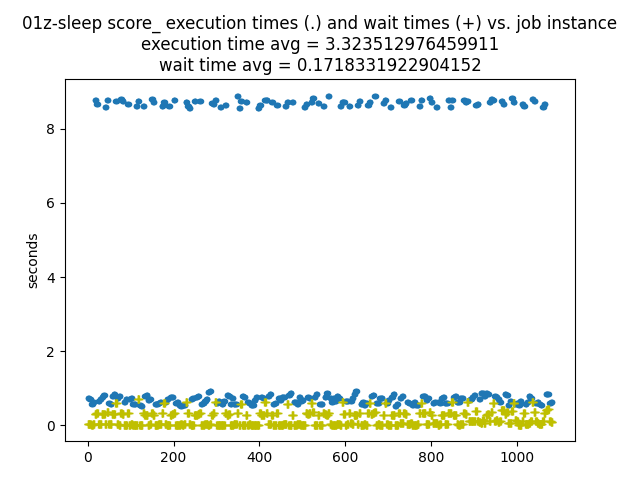 01z-sleep score_ execution times (.) and wait times (+) vs. job instance
execution time avg = 3.323512976459911
wait time avg = 0.1718331922904152
8
6
4
2
0
seconds
0 200 400 600 800 1000